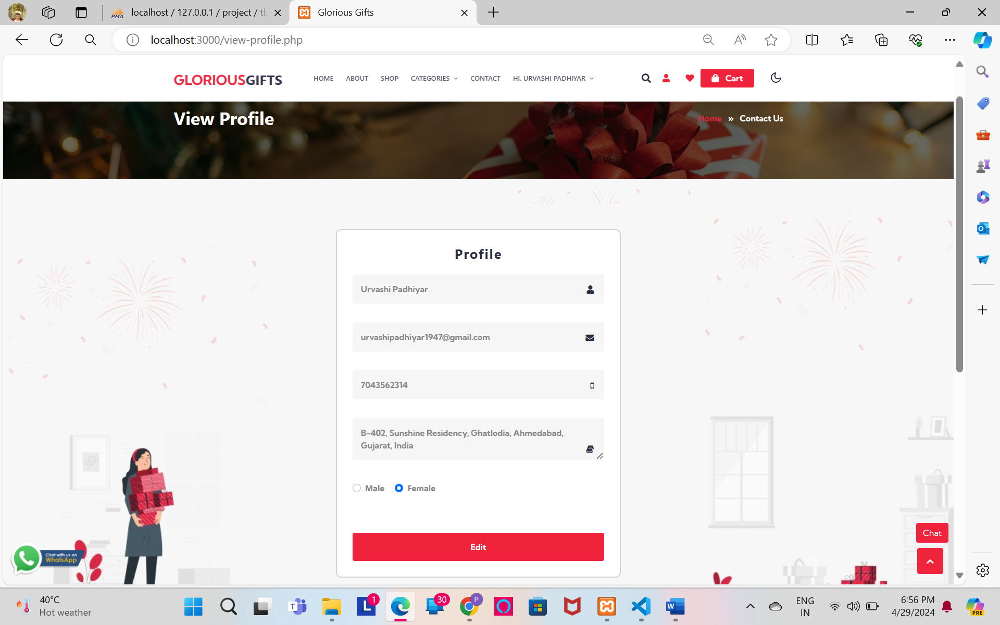 localhost / 127.0.0.1 / project / tb
Glorious Gifts
localhost:3000/view-profile.php
GLORIOUSGIFTS
HOME
ABOUT
SHOP
CATEGORIES
CONTACT
HI, URVASHI PADHIYAR
Cart
View Profile
Home » Contact Us
Profile
Urvashi Padhiyar
urvashipadhiyar1947@gmail.com
7043562314
B-402, Sunshine Residency, Ghatlodia, Ahmedabad,
Gujarat, India
Male
Female
Edit
Chat
Chat with us on
WhatsApp
40°C
Hot weather
1
30
P
ENG
IN
6:56 PM
4/29/2024
PRE